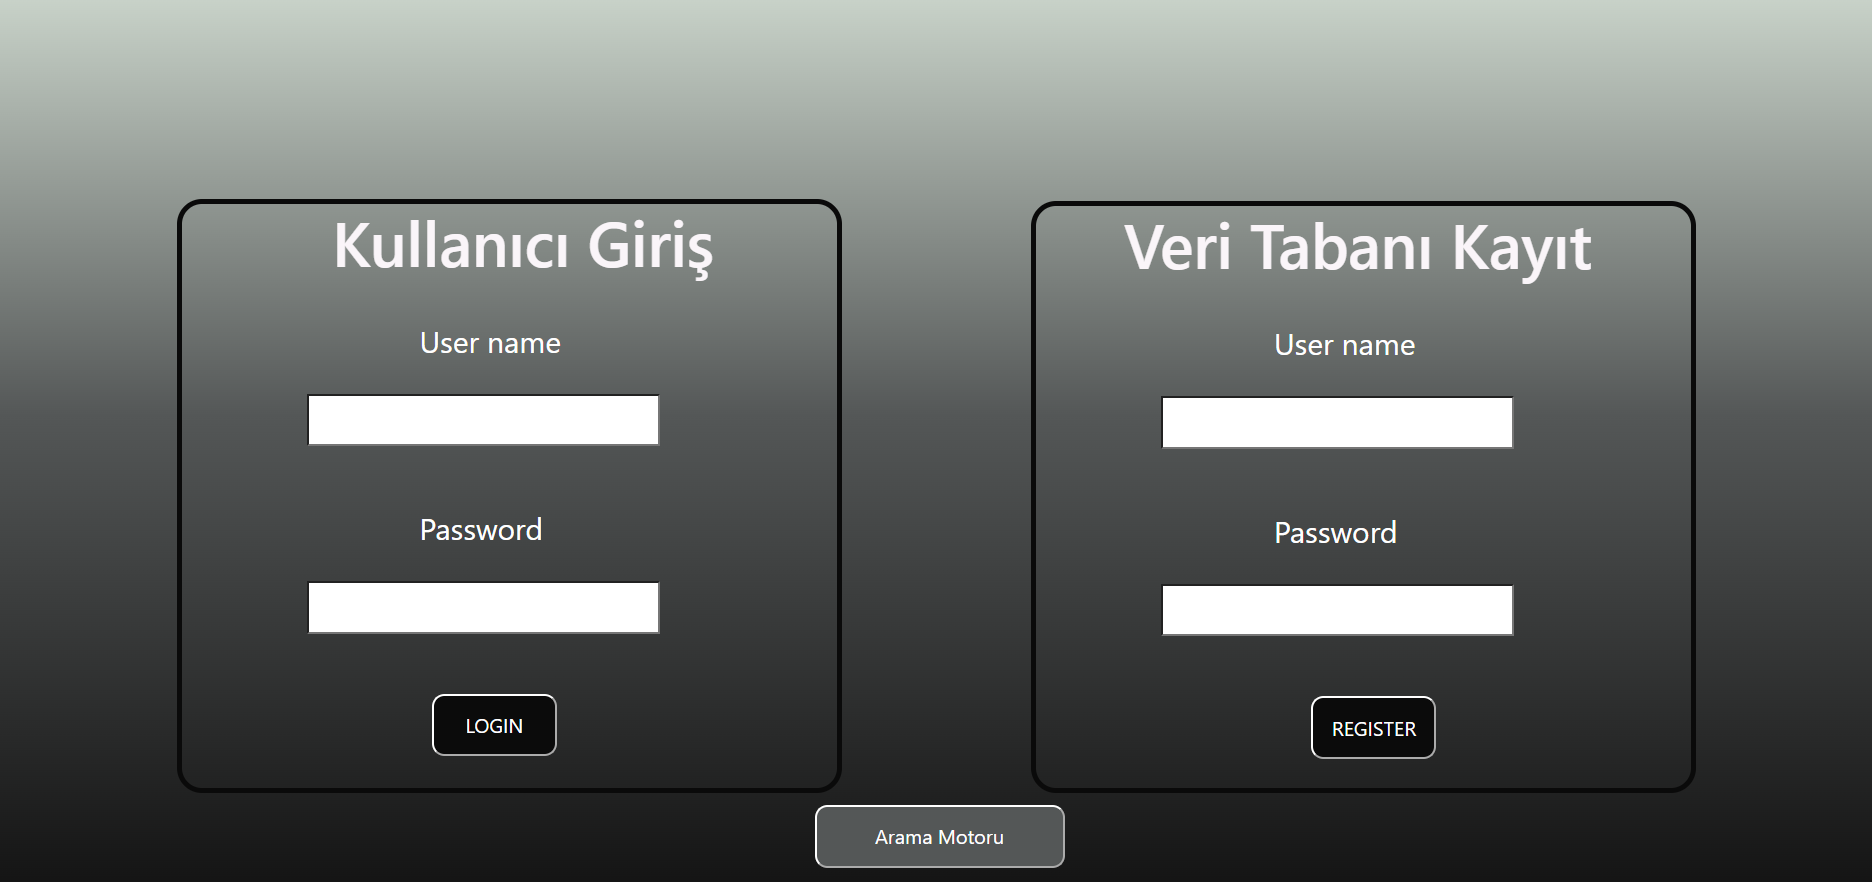 Kullanıcı Giriş
User name
Password
LOGIN
Veri Tabanı Kayıt
User name
Password
REGISTER
Arama Motoru